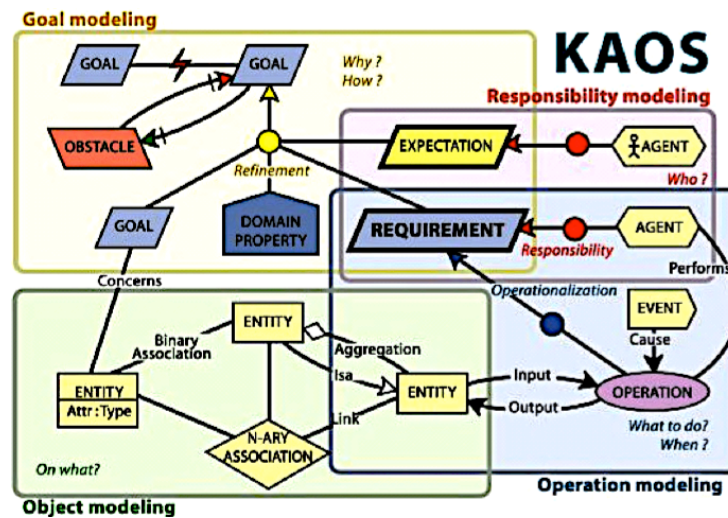 Goal modeling
KAOS
GOAL
GOAL
Why ?
How ?
Responsibility modeling
OBSTACLE
EXPECTATION
AGENT
Refinement
Who ?
GOAL
DOMAIN
PROPERTY
REQUIREMENT
AGENT
Responsibility
Performs
Concerns
Operationalization
EVENT
ENTITY
Binary
Association
Aggregation
Cause
Isa
ENTITY
Attr:Type
ENTITY
Input
OPERATION
Output
Link
N-ARY
ASSOCIATION
What to do?
When ?
On what?
Object modeling
Operation modeling